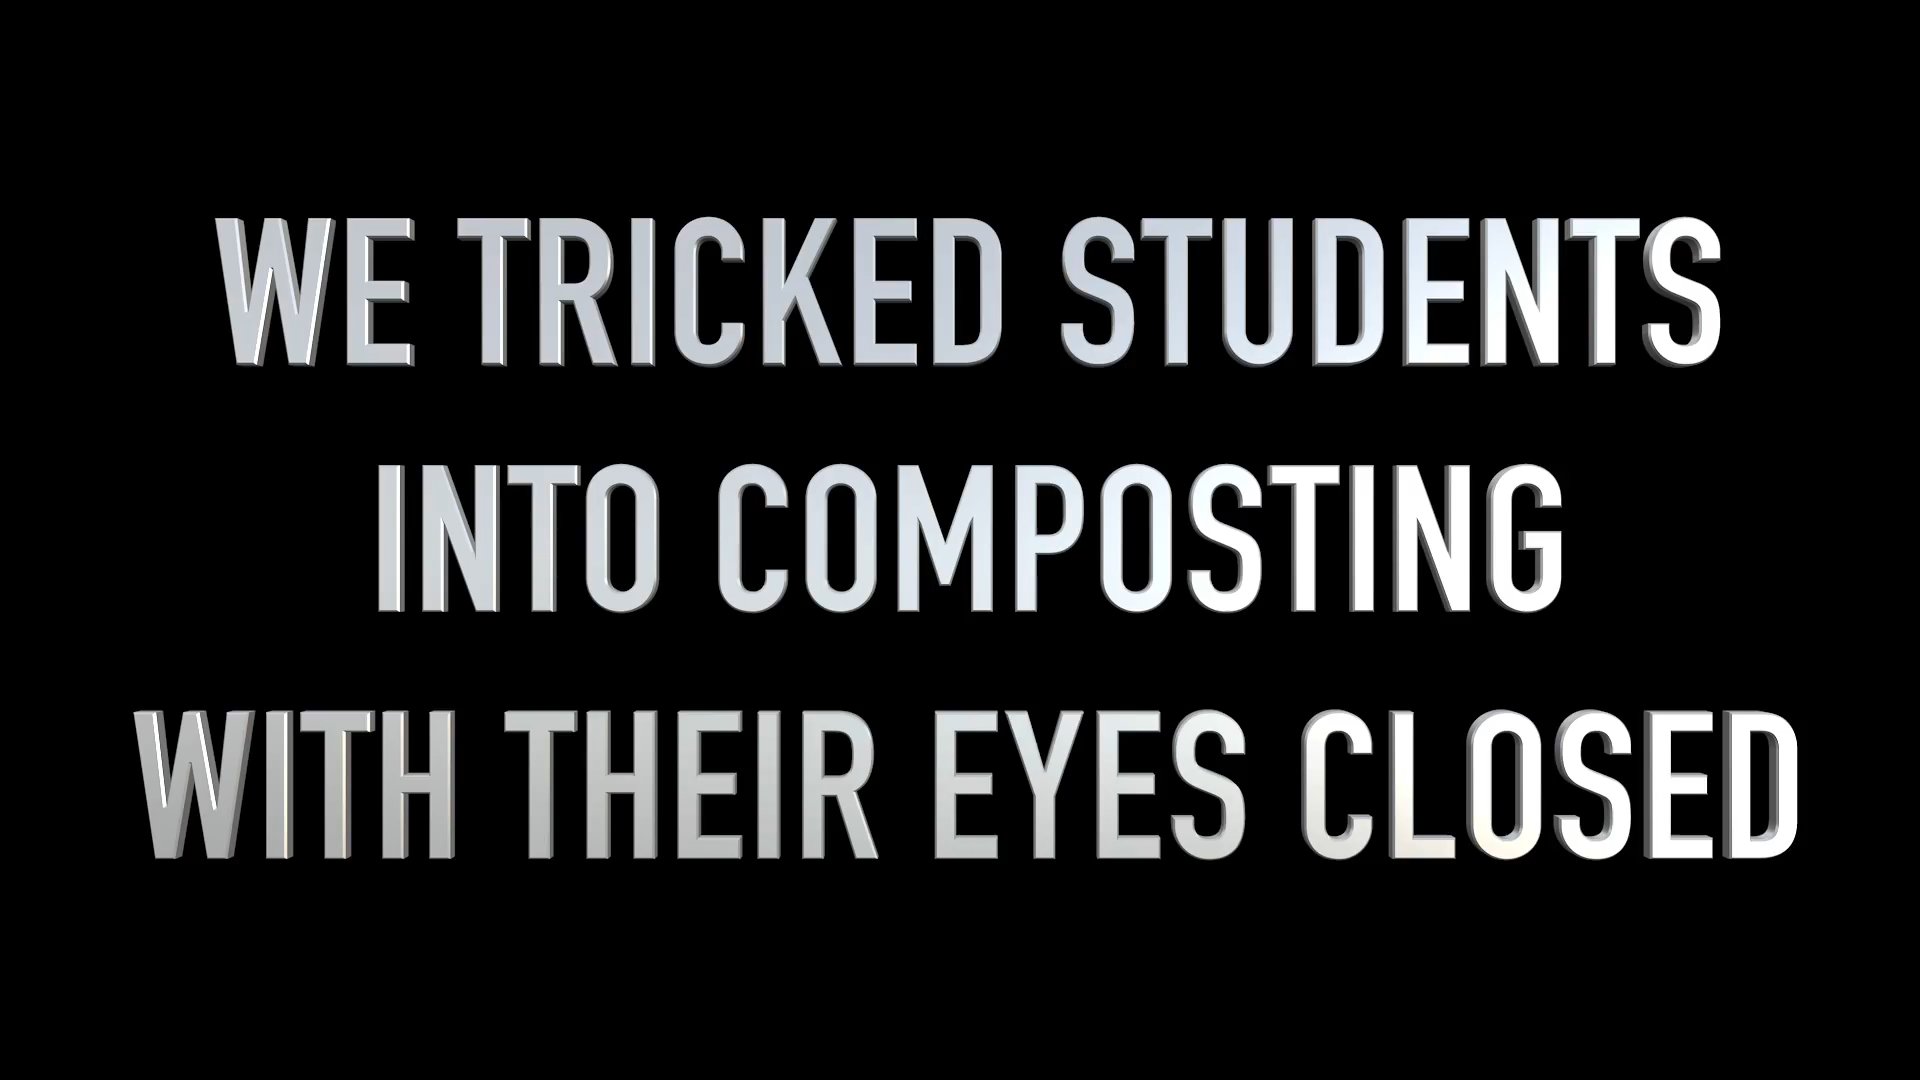 WE TRICKED STUDENTS
INTO COMPOSTING
WITH THEIR EYES CLOSED